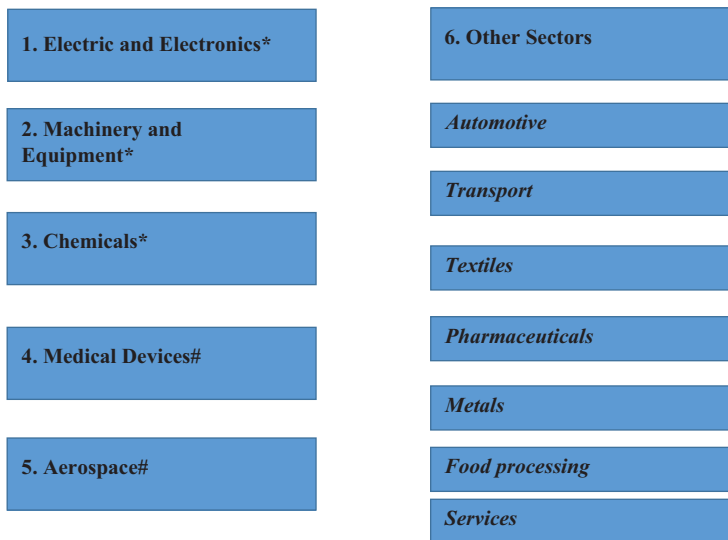 1. Electric and Electronics*
2. Machinery and
Equipment*
3. Chemicals*
4. Medical Devices#
5. Aerospace#
6. Other Sectors
Automotive
Transport
Textiles
Pharmaceuticals
Metals
Food processing
Services